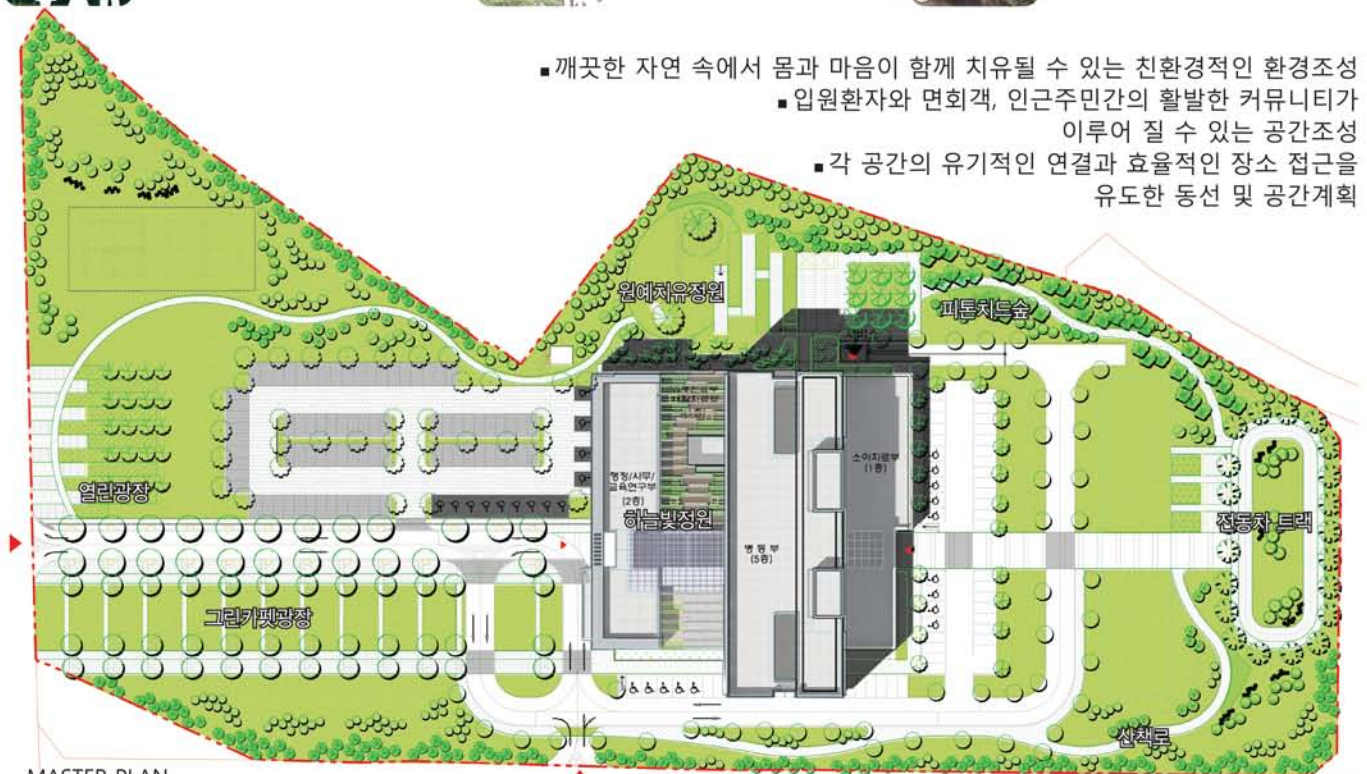 ■ 깨끗한 자연 속에서 몸과 마음이 함께 치유될 수 있는 친환경적인 환경조성
■ 입원환자와 면회객, 인근주민간의 활발한 커뮤니티가
이루어 질 수 있는 공간조성
■ 각 공간의 유기적인 연결과 효율적인 장소 접근을
유도한 동선 및 공간계획
원예치유정원
피톤치드숲
행정/사무/
교육연구부
(2층)
하늘빛정원
병동부
(5층)
소아치료부
(1층)
열린광장
전동차 트랙
그린카펫광장
산책로
MASTER PLAN